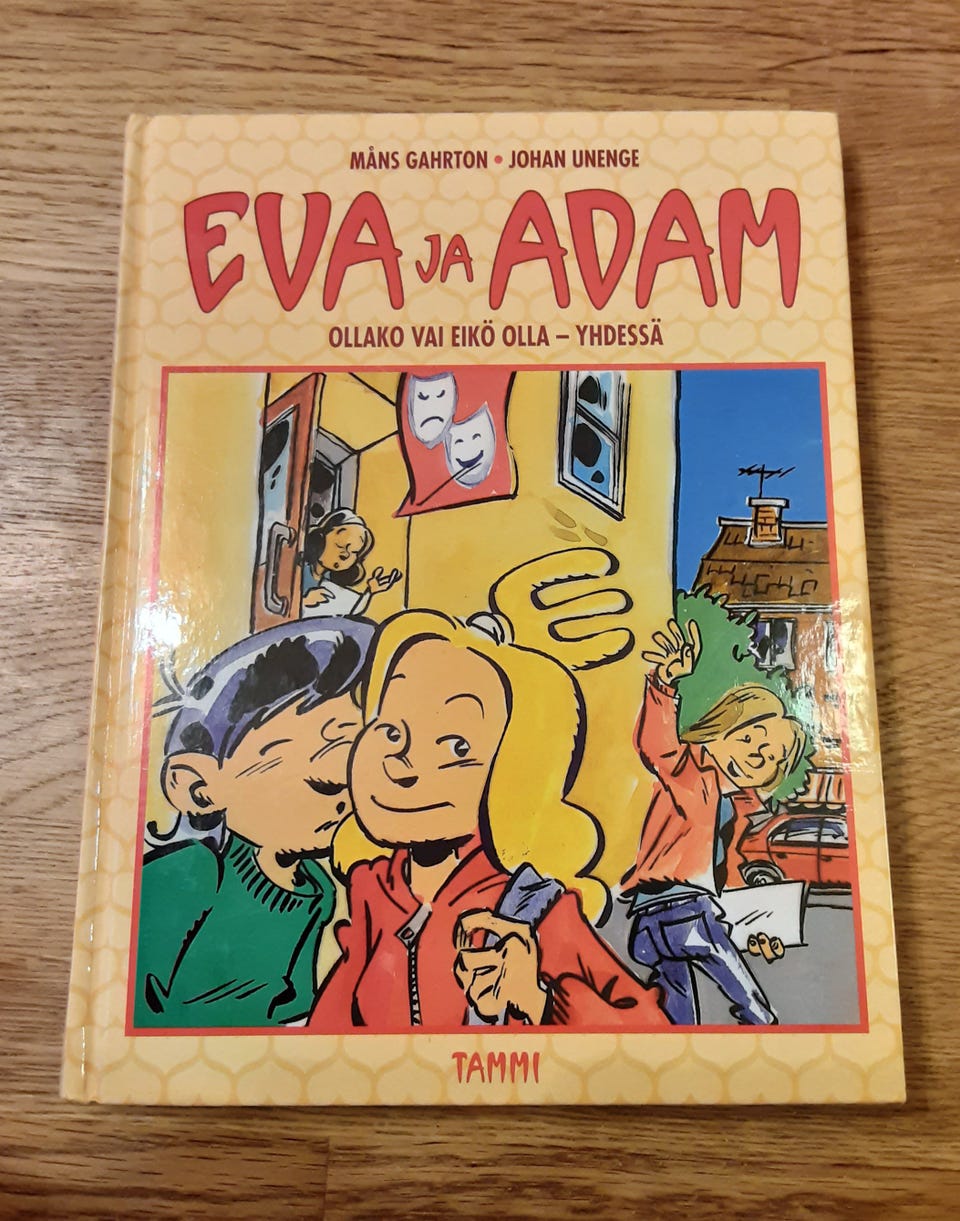 MÅNS GAHRTON • JOHAN UNENGE
EVA JA ADAM
OLLAKO VAI EIKÖ OLLA – YHDESSÄ
TAMMI